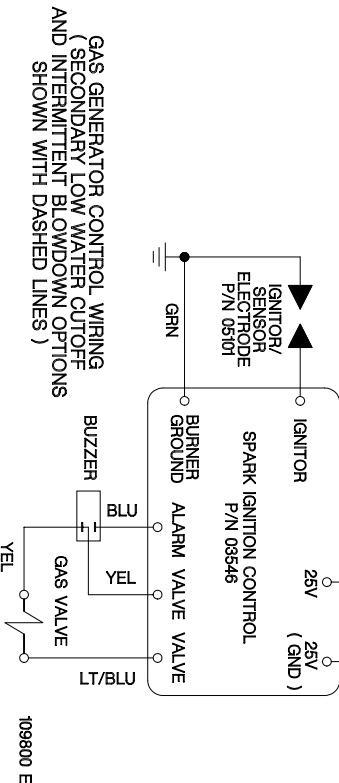 GAS GENERATOR CONTROL WIRING
( SECONDARY LOW WATER CUTOFF
AND INTERMITTENT BLOWDOWN OPTIONS
SHOWN WITH DASHED LINES )
IGNITOR/
SENSOR
ELECTRODE
P/N 05101
GRN
IGNITOR
BURNER
GROUND
SPARK IGNITION CONTROL
P/N 03546
25V
25V
( GND )
ALARM
VALVE
VALVE
BUZZER
BLU
YEL
LT/BLU
GAS VALVE
YEL
109800 E